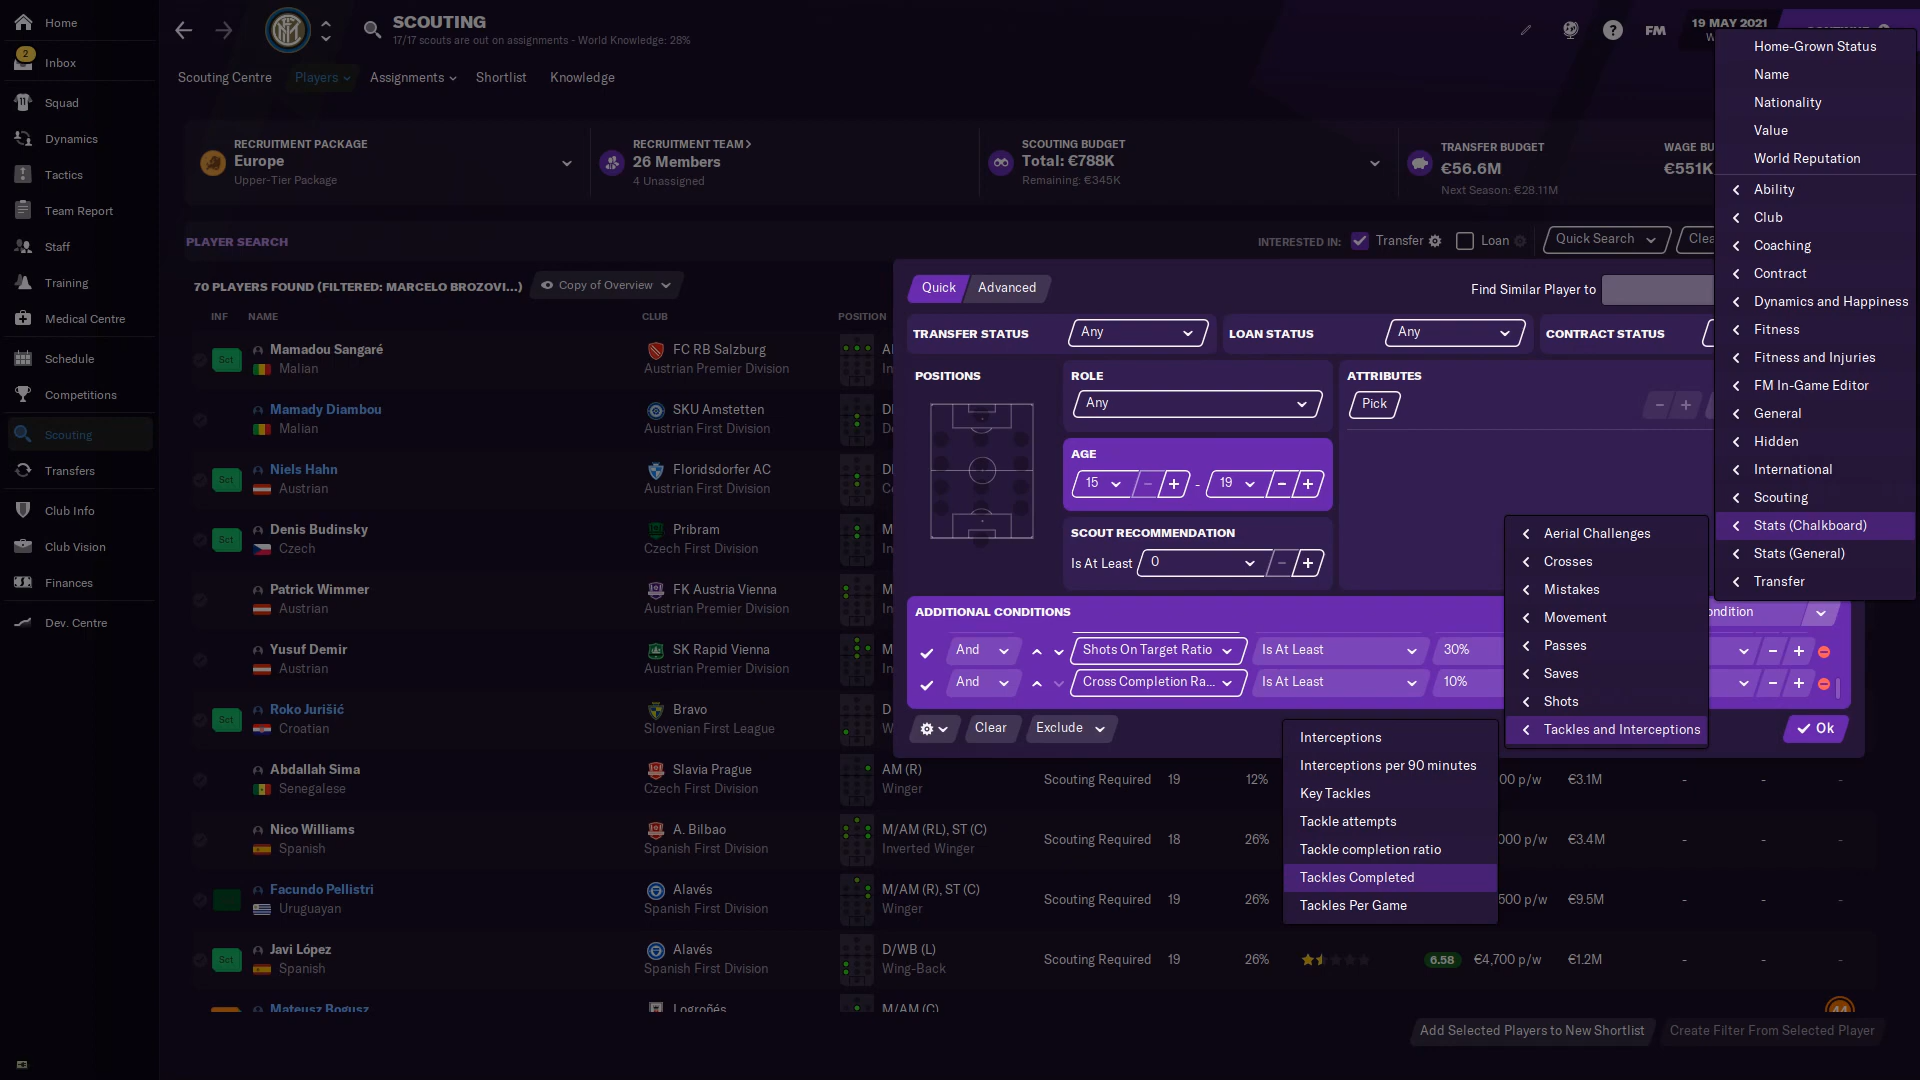 Home
2
Inbox
Squad
Dynamics
Tactics
Team Report
Staff
Training
Medical Centre
Schedule
Competitions
Scouting
Transfers
Club Info
Club Vision
Finances
Dev. Centre
SCOUTING
17/17 scouts are out on assignments - World Knowledge: 28%
FM
19 MAY 2021
Scouting Centre
Players
Assignments
Shortlist
Knowledge
RECRUITMENT PACKAGE
Europe
Upper-Tier Package
RECRUITMENT TEAM
26 Members
4 Unassigned
SCOUTING BUDGET
Total: €788K
Remaining: €345K
TRANSFER BUDGET
€56.6M
Next Season: €28.11M
WAGE BU
€551K
PLAYER SEARCH
INTERESTED IN:
Transfer
Loan
Quick Search
Clea
70 PLAYERS FOUND (FILTERED: MARCELO BROZOVI...)
Copy of Overview
INF NAME CLUB POSITION
Sct Mamadou Sangaré FC RB Salzburg
Malian Austrian Premier Division
Mamady Diambou SKU Amstetten
Malian Austrian First Division
Sct Niels Hahn Floridsdorfer AC
Austrian Austrian First Division
Sct Denis Budinsky Pribram
Czech Czech First Division
Patrick Wimmer FK Austria Vienna
Austrian Austrian Premier Division
Yusuf Demir SK Rapid Vienna
Austrian Austrian Premier Division
Sct Roko Jurišić Bravo
Croatian Slovenian First League
Abdallah Sima Slavia Prague AM (R) Scouting Required 19 12% 00 p/w €3.1M - - -
Senegalese Czech First Division Winger
Nico Williams A. Bilbao M/AM (RL), ST (C) Scouting Required 18 26% 000 p/w €3.4M - - -
Spanish Spanish First Division Inverted Winger
Facundo Pellistri Alavés M/AM (R), ST (C) Scouting Required 19 26% 500 p/w €9.5M - - -
Uruguayan Spanish First Division Winger
Sct Javi López Alavés D/WB (L) Scouting Required 19 26% 6.58 €4,700 p/w €1.2M - - -
Spanish Spanish First Division Wing-Back
Mateusz Bogusz Logroñés M/AM (C)
Quick
Advanced
Find Similar Player to
TRANSFER STATUS
Any
LOAN STATUS
Any
CONTRACT STATUS
POSITIONS
ROLE
Any
ATTRIBUTES
Pick
AGE
15 - + - 19 - +
SCOUT RECOMMENDATION
Is At Least 0 - +
ADDITIONAL CONDITIONS
ondition
And Shots On Target Ratio Is At Least 30%
And Cross Completion Ra... Is At Least 10%
Clear
Exclude
Ok
Home-Grown Status
Name
Nationality
Value
World Reputation
Ability
Club
Coaching
Contract
Dynamics and Happiness
Fitness
Fitness and Injuries
FM In-Game Editor
General
Hidden
International
Scouting
Stats (Chalkboard)
Stats (General)
Transfer
Aerial Challenges
Crosses
Mistakes
Movement
Passes
Saves
Shots
Tackles and Interceptions
Interceptions
Interceptions per 90 minutes
Key Tackles
Tackle attempts
Tackle completion ratio
Tackles Completed
Tackles Per Game
Add Selected Players to New Shortlist
Create Filter From Selected Player